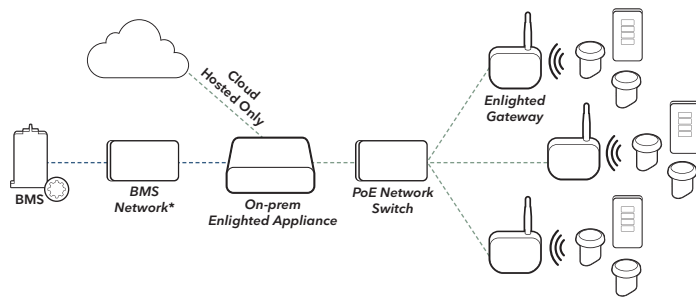 Cloud
Hosted Only
Enlighted
Gateway
BMS
BMS
Network*
On-prem
Enlighted Appliance
PoE Network
Switch